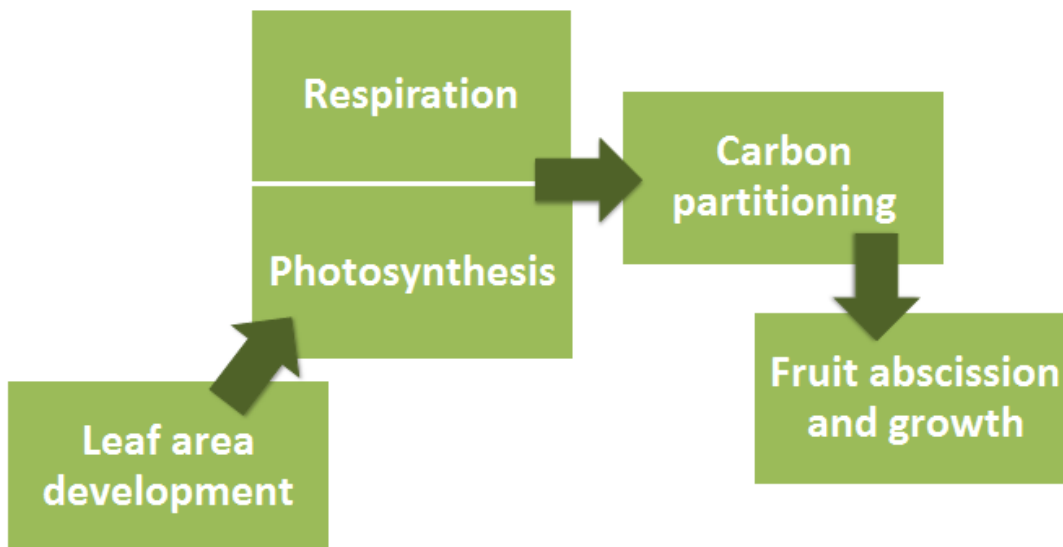 Respiration
Photosynthesis
Carbon
partitioning
Leaf area
development
Fruit abscission
and growth